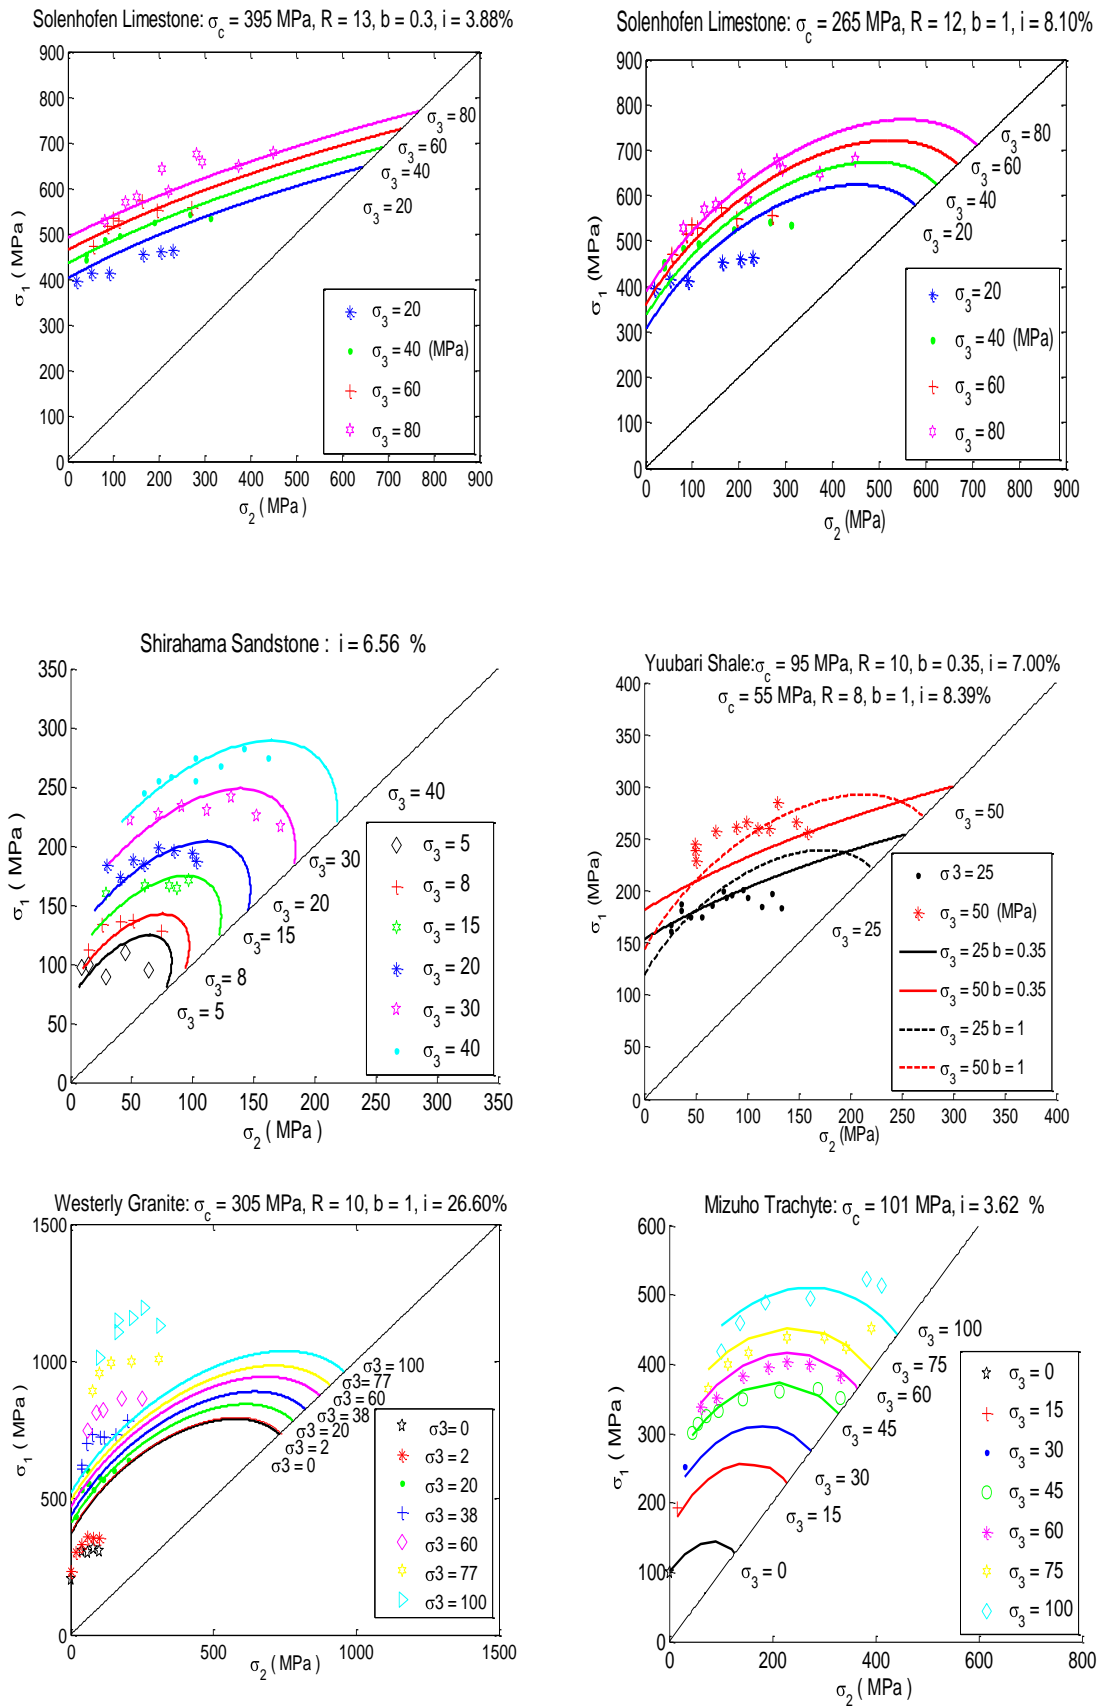 Solenhofen Limestone: σc = 395 MPa, R = 13, b = 0.3, i = 3.88%
900
800
700
600
500
400
300
200
100
0
σ1 ( MPa)
σ3 = 80
σ3 = 60
σ3 = 40
σ3 = 20
σ3 = 20
σ3 = 40 (MPa)
σ3 = 60
σ3 = 80
0 100 200 300 400 500 600 700 800 900
σ2 ( MPa )
Solenhofen Limestone: σc = 265 MPa, R = 12, b = 1, i = 8.10%
900
800
700
600
500
400
300
200
100
0
σ1 (MPa)
σ3 = 80
σ3 = 60
σ3 = 40
σ3 = 20
σ3 = 20
σ3 = 40 (MPa)
σ3 = 60
σ3 = 80
0 100 200 300 400 500 600 700 800 900
σ2 (MPa)
Shirahama Sandstone : i = 6.56 %
350
300
250
200
150
100
50
0
σ1 ( MPa )
σ3 = 40
σ3 = 30
σ3 = 20
σ3 = 15
σ3 = 8
σ3 = 5
σ3 = 5
σ3 = 8
σ3 = 15
σ3 = 20
σ3 = 30
σ3 = 40
0 50 100 150 200 250 300 350
σ2 ( MPa )
Yuubari Shale:σc = 95 MPa, R = 10, b = 0.35, i = 7.00%
σc = 55 MPa, R = 8, b = 1, i = 8.39%
400
350
300
250
200
150
100
50
0
σ1 (MPa)
σ3 = 50
σ3 = 25
σ 3 = 25
σ3 = 50 (MPa)
σ3 = 25 b = 0.35
σ3 = 50 b = 0.35
σ3 = 25 b = 1
σ3 = 50 b = 1
0 50 100 150 200 250 300 350 400
σ2 (MPa)
Westerly Granite: σc = 305 MPa, R = 10, b = 1, i = 26.60%
1500
1000
500
0
σ1 ( MPa)
σ3 = 100
σ3 = 77
σ3 = 60
σ3 = 38
σ3 = 20
σ3 = 2
σ3 = 0
σ3= 0
σ3 = 2
σ3 = 20
σ3 = 38
σ3 = 60
σ3 = 77
σ3 = 100
0 500 1000 1500
σ2 ( MPa )
Mizuho Trachyte: σc = 101 MPa, i = 3.62 %
600
500
400
300
200
100
0
σ1 ( MPa)
σ3 = 100
σ3 = 75
σ3 = 60
σ3 = 45
σ3 = 30
σ3 = 15
σ3 = 0
σ3 = 0
σ3 = 15
σ3 = 30
σ3 = 45
σ3 = 60
σ3 = 75
σ3 = 100
0 200 400 600 800
σ2 ( MPa )